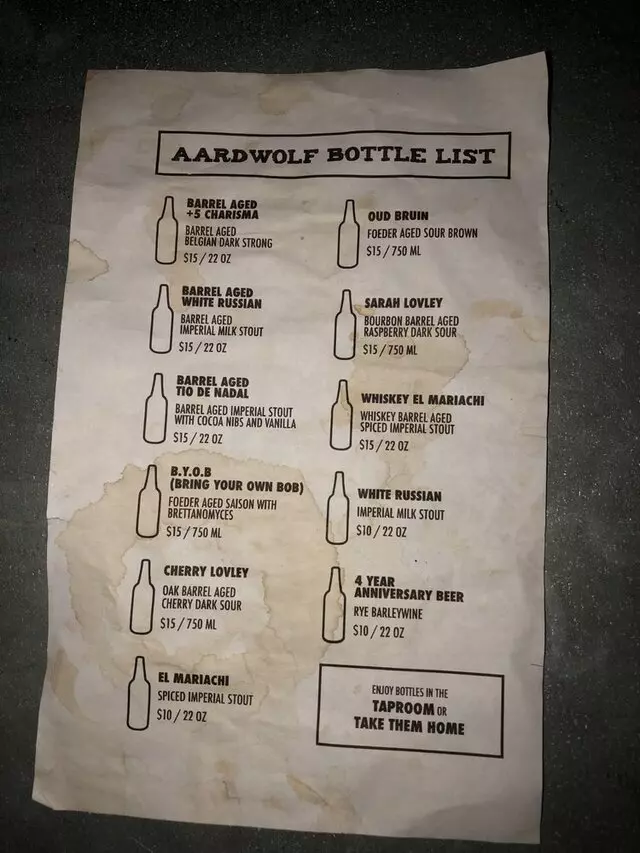 AARDWOLF BOTTLE LIST
BARREL AGED
+5 CHARISMA
BARREL AGED
BELGIAN DARK STRONG
$15 / 22 OZ
BARREL AGED
WHITE RUSSIAN
BARREL AGED
IMPERIAL MILK STOUT
$15 / 22 OZ
BARREL AGED
TIO DE NADAL
BARREL AGED IMPERIAL STOUT
WITH COCOA NIBS AND VANILLA
$15 / 22 OZ
B.Y.O.B
(BRING YOUR OWN BOB)
FOEDER AGED SAISON WITH
BRETTANOMYCES
$15 / 750 ML
CHERRY LOVLEY
OAK BARREL AGED
CHERRY DARK SOUR
$15 / 750 ML
EL MARIACHI
SPICED IMPERIAL STOUT
$10 / 22 OZ
OUD BRUIN
FOEDER AGED SOUR BROWN
$15 / 750 ML
SARAH LOVLEY
BOURBON BARREL AGED
RASPBERRY DARK SOUR
$15 / 750 ML
WHISKEY EL MARIACHI
WHISKEY BARREL AGED
SPICED IMPERIAL STOUT
$15 / 22 OZ
WHITE RUSSIAN
IMPERIAL MILK STOUT
$10 / 22 OZ
4 YEAR
ANNIVERSARY BEER
RYE BARLEYWINE
$10 / 22 OZ
ENJOY BOTTLES IN THE
TAPROOM OR
TAKE THEM HOME